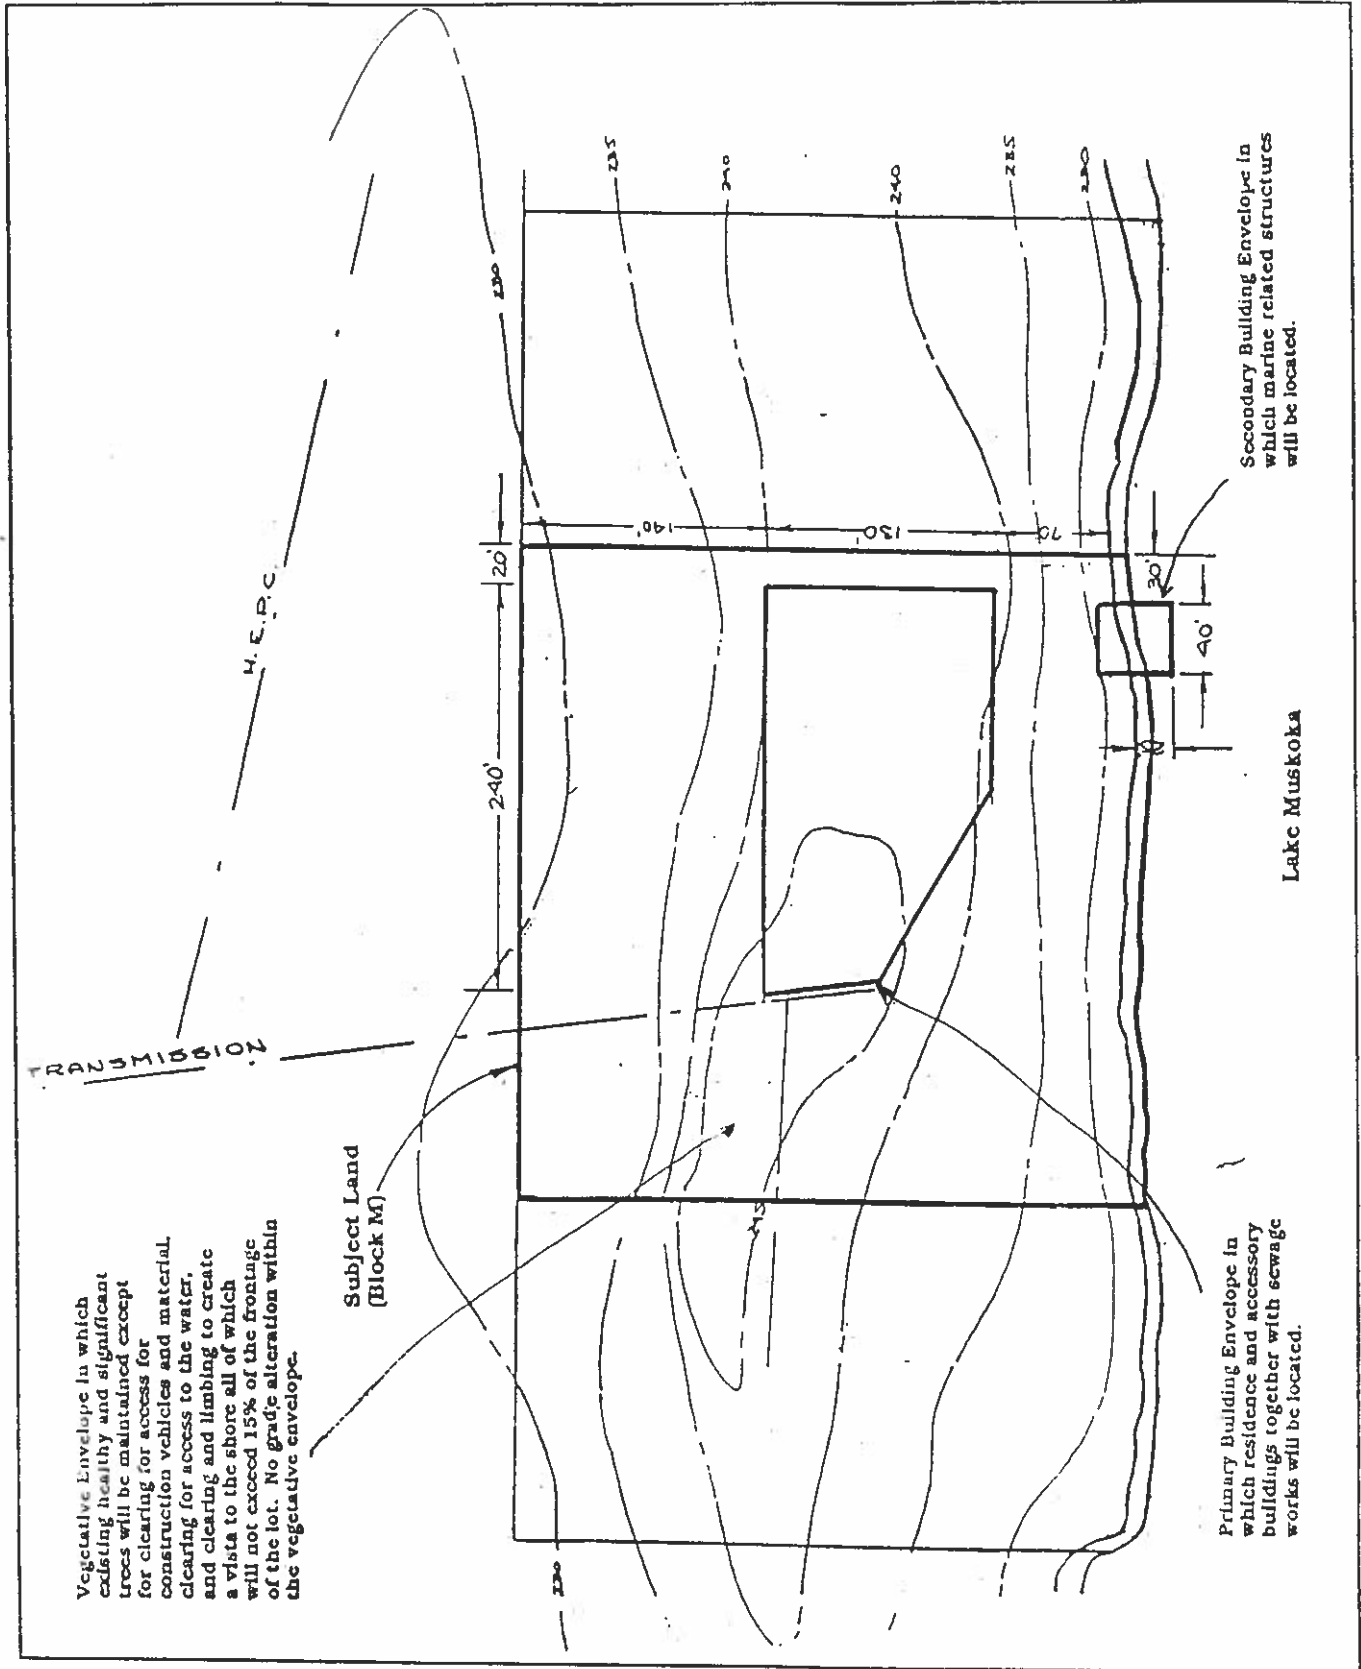 Vegetative Envelope in which
existing healthy and significant
trees will be maintained except
for clearing for access for
construction vehicles and material,
clearing for access to the water,
and clearing and limbing to create
a vista to the shore all of which
will not exceed 15% of the frontage
of the lot. No grade alteration within
the vegetative envelope.
TRANSMISSION
H. E. P. C.
Subject Land
(Block M)
240'
20'
140'
130'
70
30'
40'
230
235
240
240
235
230
245
230
Primary Building Envelope in
which residence and accessory
buildings together with sewage
works will be located.
Lake Muskoka
Secondary Building Envelope in
which marine related structures
will be located.